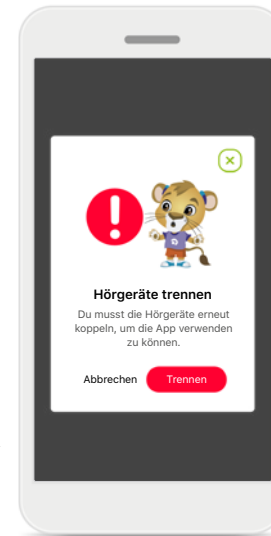 Hörgeräte trennen
Du musst die Hörgeräte erneut
koppeln, um die App verwenden
zu können.
Abbrechen Trennen